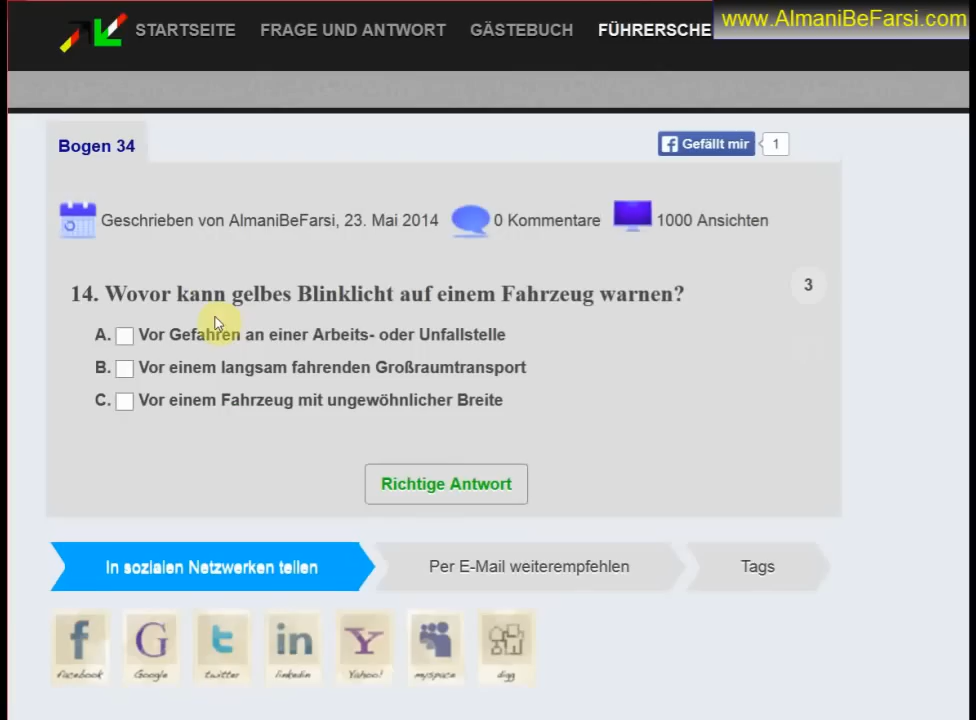 STARTSEITE FRAGE UND ANTWORT GÄSTEBUCH FÜHRERSCHE www.AlmaniBeFarsi.com
Bogen 34 Gefällt mir 1
Geschrieben von AlmaniBeFarsi, 23. Mai 2014 0 Kommentare 1000 Ansichten
14. Wovor kann gelbes Blinklicht auf einem Fahrzeug warnen? 3
A. Vor Gefahren an einer Arbeits- oder Unfallstelle
B. Vor einem langsam fahrenden Großraumtransport
C. Vor einem Fahrzeug mit ungewöhnlicher Breite
Richtige Antwort
In sozialen Netzwerken teilen Per E-Mail weiterempfehlen Tags
facebook Google twitter linkedin Yahoo! myspace digg